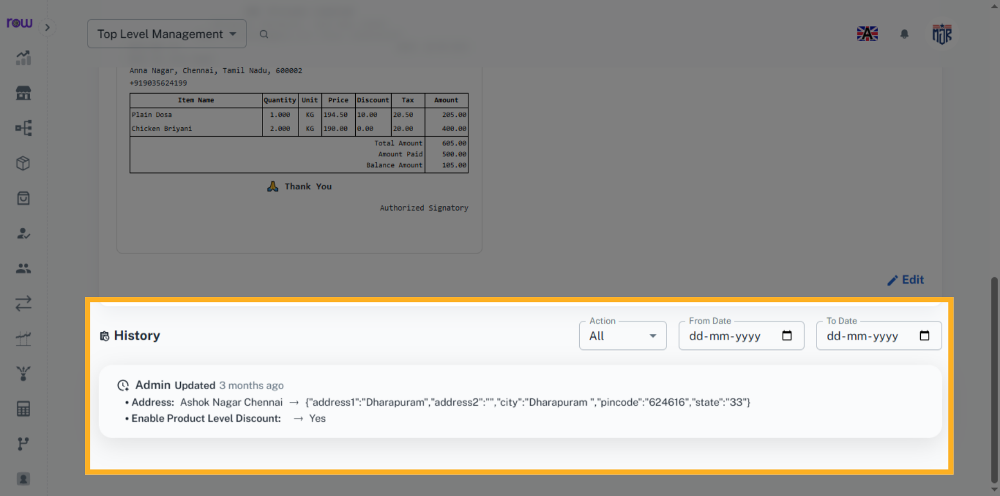 row
Top Level Management
A
MJR
Anna Nagar, Chennai, Tamil Nadu, 600002
+919035624199
Item Name Quantity Unit Price Discount Tax Amount
Plain Dosa 1.000 KG 194.50 10.00 20.50 205.00
Chicken Briyani 2.000 KG 190.00 0.00 20.00 400.00
Total Amount 605.00
Amount Paid 500.00
Balance Amount 105.00
🙏 Thank You
Authorized Signatory
Edit
History
Action
All
From Date
dd-mm-yyyy
To Date
dd-mm-yyyy
Admin Updated 3 months ago
• Address: Ashok Nagar Chennai → {"address1":"Dharapuram","address2":"","city":"Dharapuram ","pincode":"624616","state":"33"}
• Enable Product Level Discount: → Yes